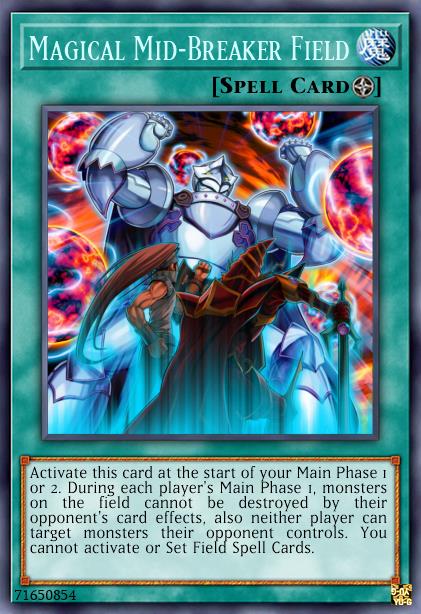 MAGICAL MID-BREAKER FIELD
魔
[SPELL CARD]
Activate this card at the start of your Main Phase 1
or 2. During each player's Main Phase 1, monsters
on the field cannot be destroyed by their
opponent's card effects, also neither player can
target monsters their opponent controls. You
cannot activate or Set Field Spell Cards.
71650854